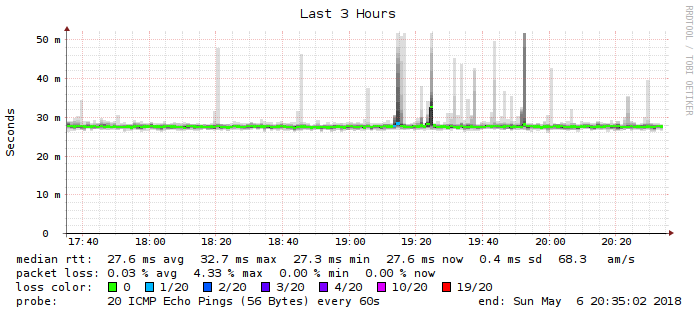 Last 3 Hours
RRDTOOL / TOBI OETIKER
Seconds
50 m
40 m
30 m
20 m
10 m
0
17:40 18:00 18:20 18:40 19:00 19:20 19:40 20:00 20:20
median rtt: 27.6 ms avg 32.7 ms max 27.3 ms min 27.6 ms now 0.4 ms sd 68.3 am/s
packet loss: 0.03 % avg 4.33 % max 0.00 % min 0.00 % now
loss color: 0 1/20 2/20 3/20 4/20 10/20 19/20
probe: 20 ICMP Echo Pings (56 Bytes) every 60s end: Sun May 6 20:35:02 2018